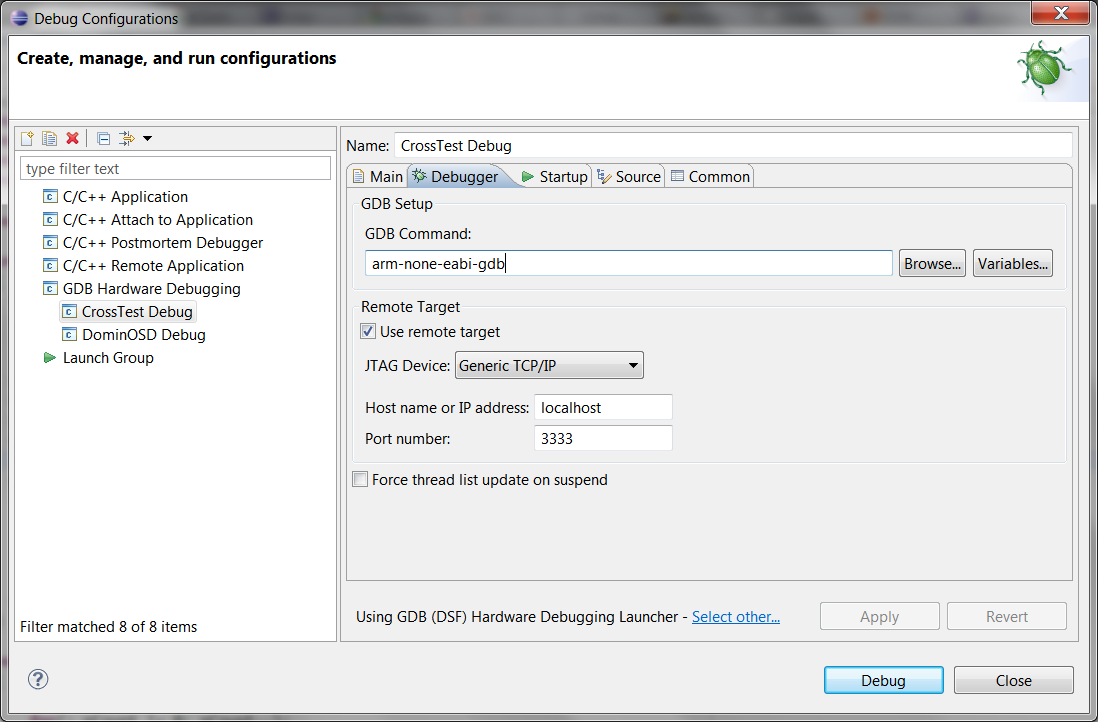 Debug Configurations
Create, manage, and run configurations
type filter text
C/C++ Application
C/C++ Attach to Application
C/C++ Postmortem Debugger
C/C++ Remote Application
GDB Hardware Debugging
CrossTest Debug
DominOSD Debug
Launch Group
Filter matched 8 of 8 items
Name: CrossTest Debug
Main Debugger Startup Source Common
GDB Setup
GDB Command:
arm-none-eabi-gdb Browse... Variables...
Remote Target
Use remote target
JTAG Device: Generic TCP/IP
Host name or IP address: localhost
Port number: 3333
Force thread list update on suspend
Using GDB (DSF) Hardware Debugging Launcher - Select other... Apply Revert
Debug Close